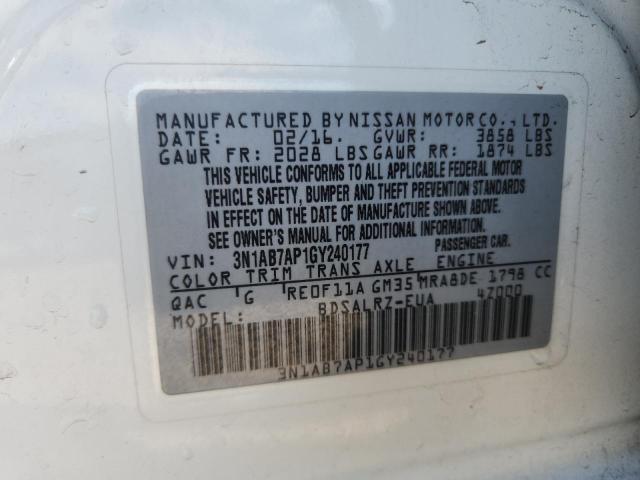 MANUFACTURED BY NISSAN MOTOR CO., LTD.
DATE: 02/16. GVWR: 3858 LBS
GAWR FR: 2028 LBS GAWR RR: 1874 LBS
THIS VEHICLE CONFORMS TO ALL APPLICABLE FEDERAL MOTOR
VEHICLE SAFETY, BUMPER AND THEFT PREVENTION STANDARDS
IN EFFECT ON THE DATE OF MANUFACTURE SHOWN ABOVE.
SEE OWNER'S MANUAL FOR ADDITIONAL INFORMATION.
VIN: 3N1AB7AP1GY240177 PASSENGER CAR.
COLOR TRIM TRANS AXLE ENGINE
QAC G RE0F11A GM35 MRA8DE 1798 CC
MODEL: BDSALRZ-EUA 4Z000
3N1AB7AP1GY240177